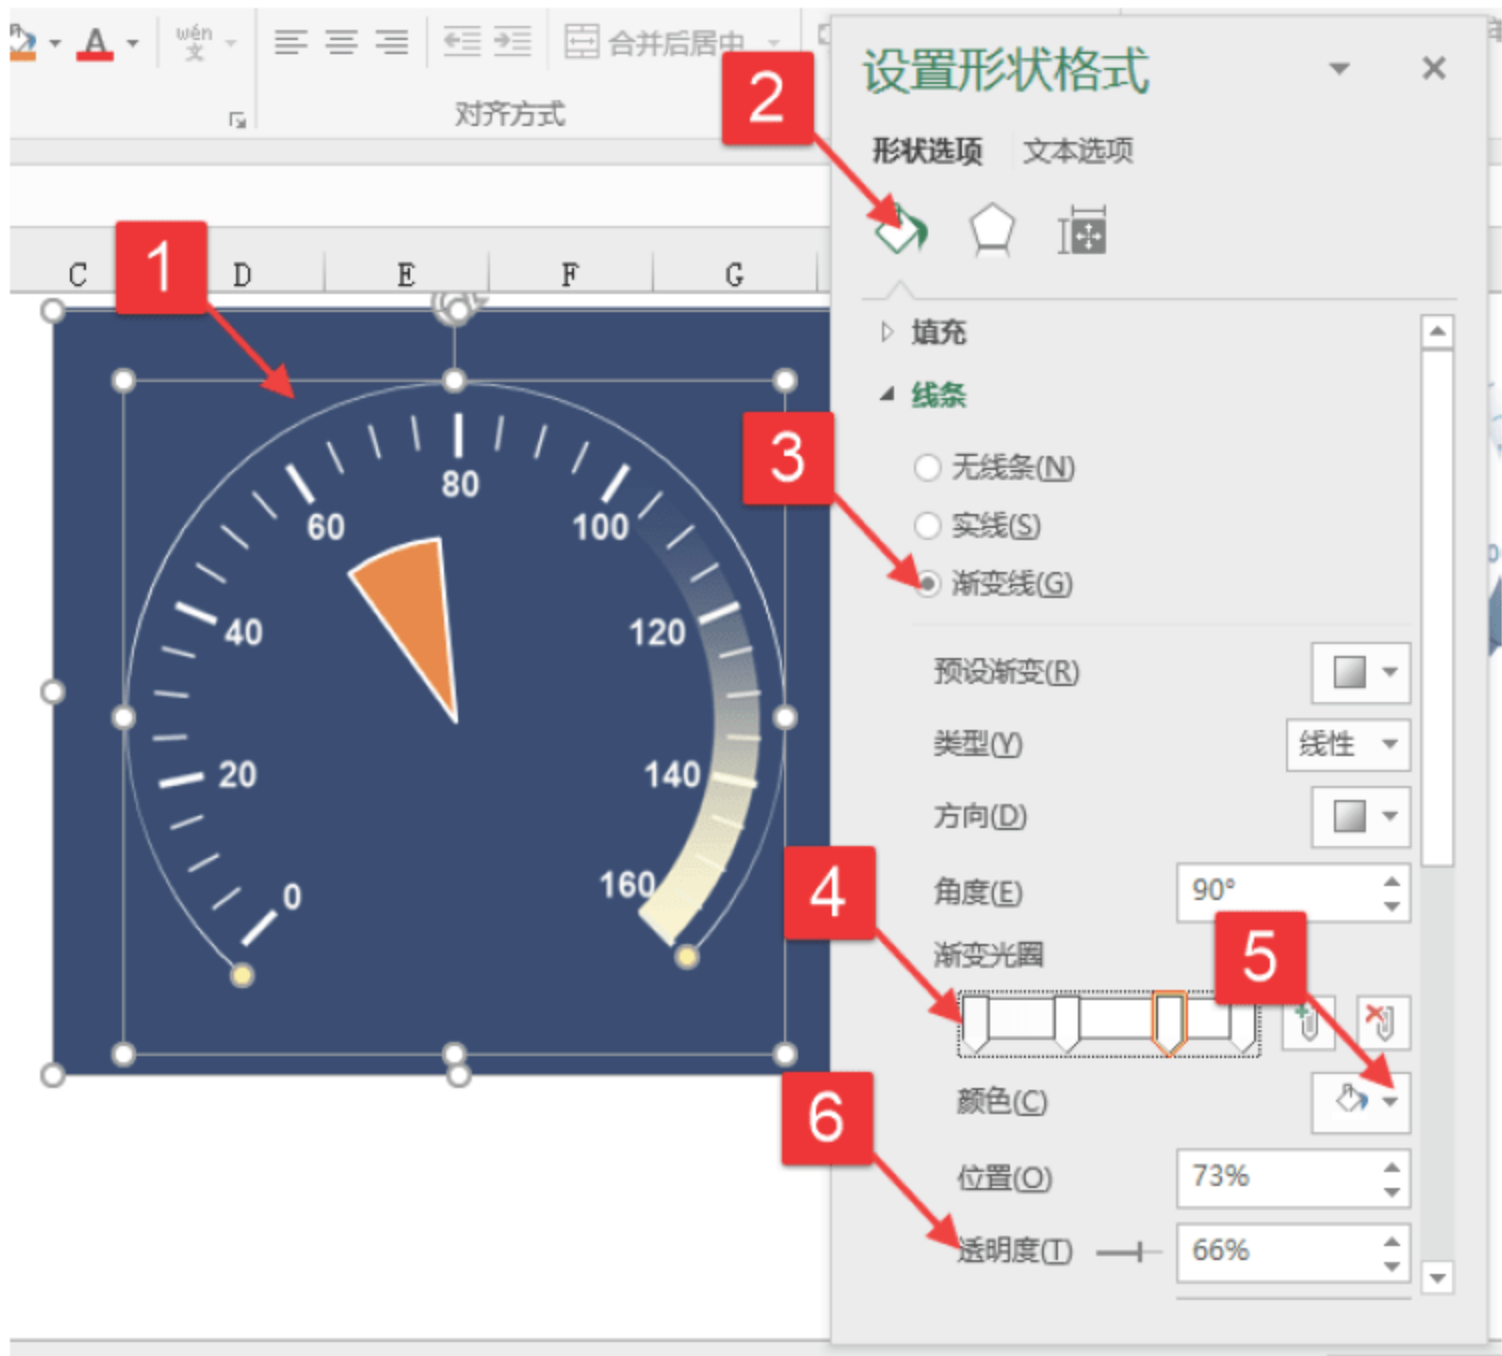 A
wén
文
合并后居中
对齐方式
C
D
E
F
G
1
2
3
4
5
6
0
20
40
60
80
100
120
140
160
设置形状格式
形状选项 文本选项
填充
线条
无线条(N)
实线(S)
渐变线(G)
预设渐变(R)
类型(Y) 线性
方向(D)
角度(E) 90°
渐变光圈
颜色(C)
位置(O) 73%
透明度(T) 66%